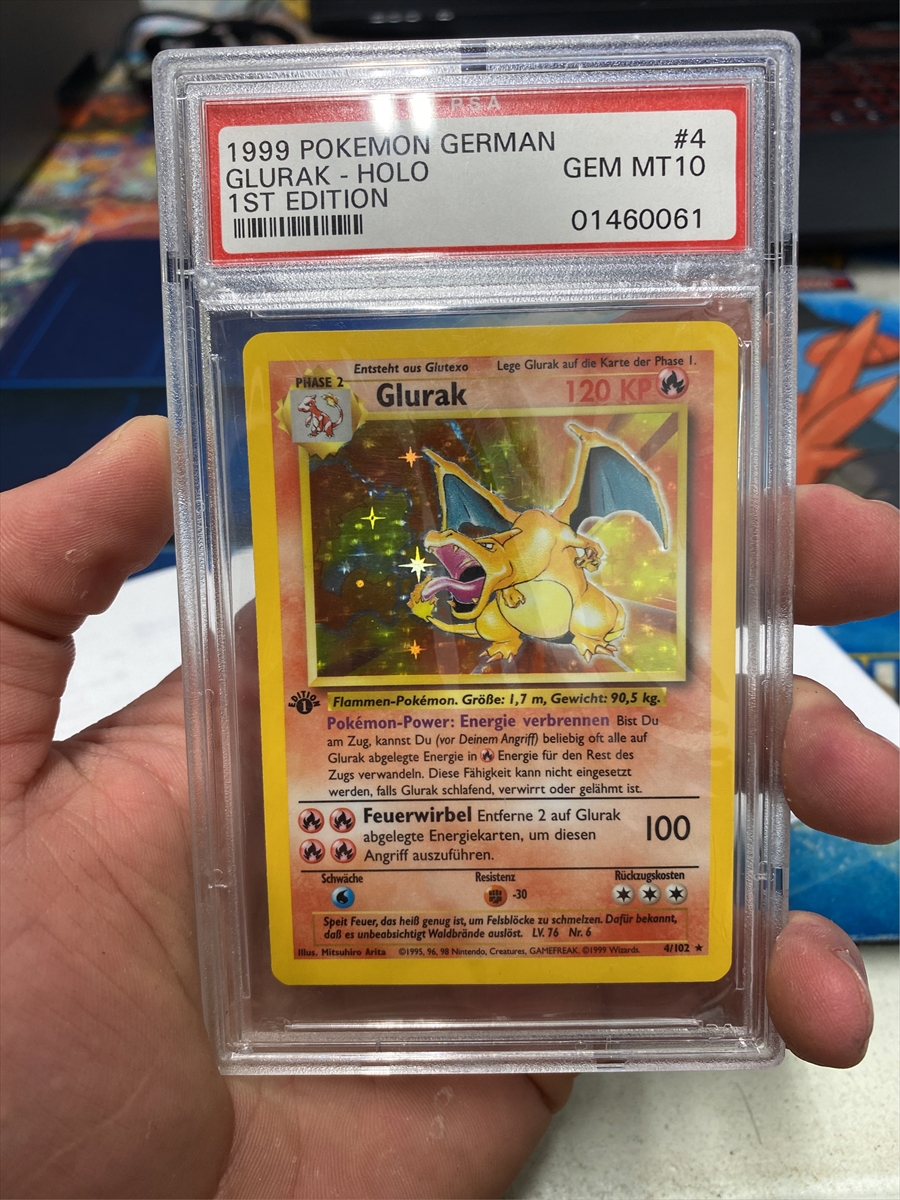 PSA
1999 POKEMON GERMAN #4
GLURAK - HOLO GEM MT 10
1ST EDITION
01460061
Entsteht aus Glutexo Lege Glurak auf die Karte der Phase 1.
PHASE 2
Glurak 120 KP
EDITION
1
Flammen-Pokémon. Größe: 1,7 m, Gewicht: 90,5 kg.
Pokémon-Power: Energie verbrennen Bist Du
am Zug, kannst Du (vor Deinem Angriff) beliebig oft alle auf
Glurak abgelegte Energie in Energie für den Rest des
Zugs verwandeln. Diese Fähigkeit kann nicht eingesetzt
werden, falls Glurak schlafend, verwirrt oder gelähmt ist.
Feuerwirbel Entferne 2 auf Glurak
abgelegte Energiekarten, um diesen
Angriff auszuführen.
100
Schwäche Resistenz Rückzugskosten
-30
Speit Feuer, das heiß genug ist, um Felsblöcke zu schmelzen. Dafür bekannt,
daß es unbeabsichtigt Waldbrände auslöst. LV. 76 Nr. 6
Illus. Mitsuhiro Arita ©1995, 96, 98 Nintendo, Creatures, GAMEFREAK. ©1999 Wizards. 4/102 ★